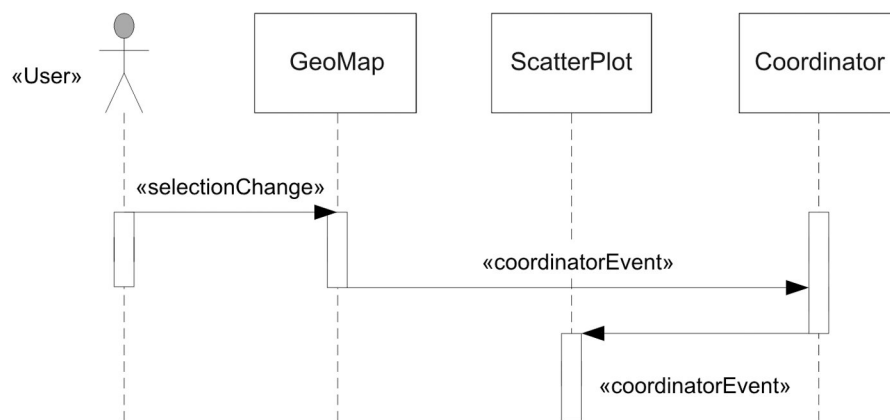 «User»
GeoMap
ScatterPlot
Coordinator
«selectionChange»
«coordinatorEvent»
«coordinatorEvent»